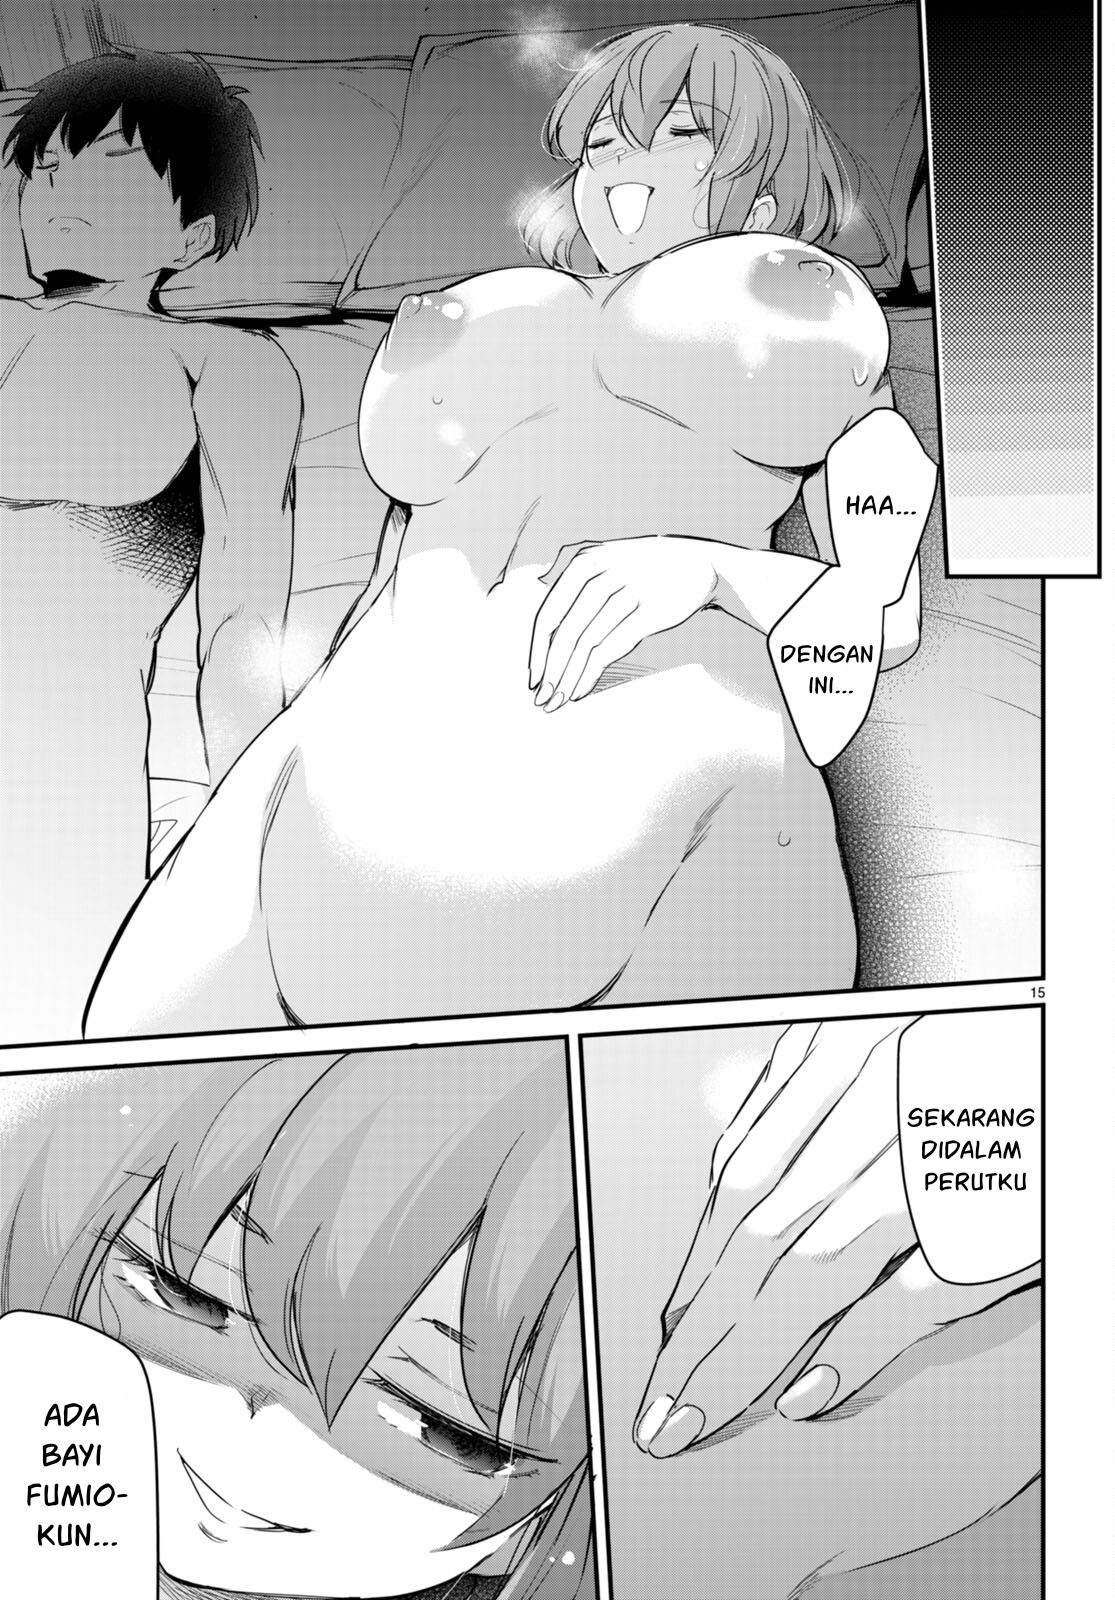 HAA...
DENGAN
INI...
15
SEKARANG
DIDALAM
PERUTKU
ADA
BAYI
FUMIO-
KUN...